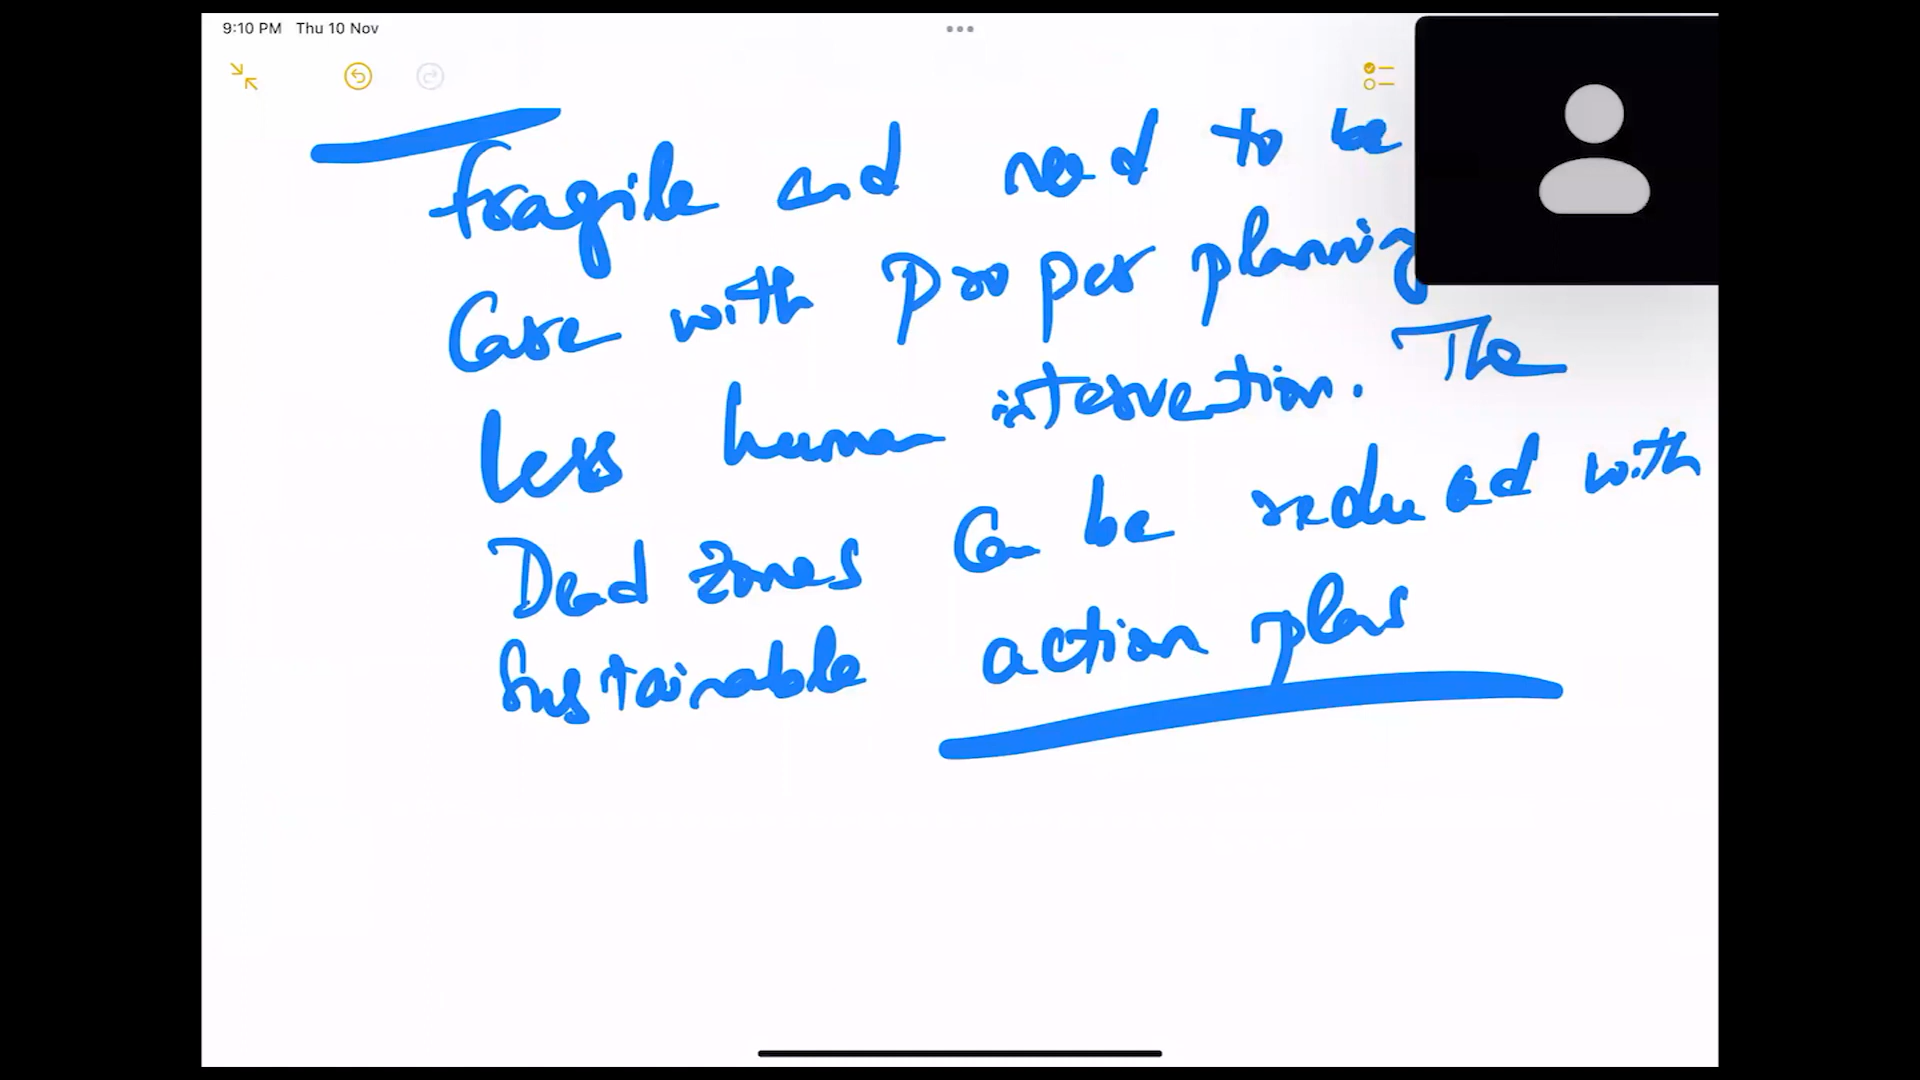 9:10 PM Thu 10 Nov
fragile and need to be
Care with proper planning
less human intervention. The
Dead zones can be reduced with
Sustainable action plans